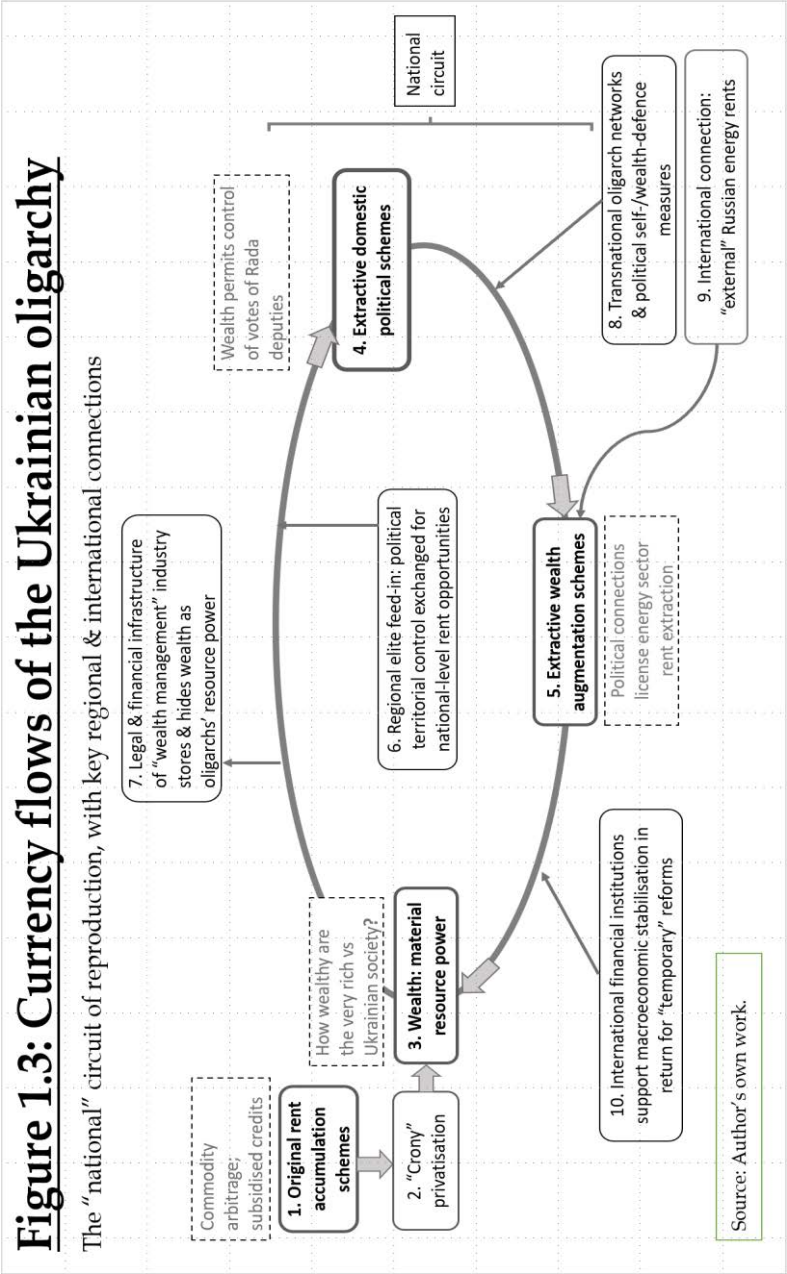 Figure 1.3: Currency flows of the Ukrainian oligarchy
The "national" circuit of reproduction, with key regional & international connections
Commodity
arbitrage;
subsidised credits
1. Original rent
accumulation
schemes
2. "Crony"
privatisation
How wealthy are
the very rich vs
Ukrainian society?
3. Wealth: material
resource power
7. Legal & financial infrastructure
of "wealth management" industry
stores & hides wealth as
oligarchs' resource power
6. Regional elite feed-in: political
territorial control exchanged for
national-level rent opportunities
Wealth permits control
of votes of Rada
deputies
4. Extractive domestic
political schemes
National
circuit
5. Extractive wealth
augmentation schemes
Political connections
license energy sector
rent extraction
8. Transnational oligarch networks
& political self-/wealth-defence
measures
9. International connection:
"external" Russian energy rents
10. International financial institutions
support macroeconomic stabilisation in
return for "temporary" reforms
Source: Author's own work.